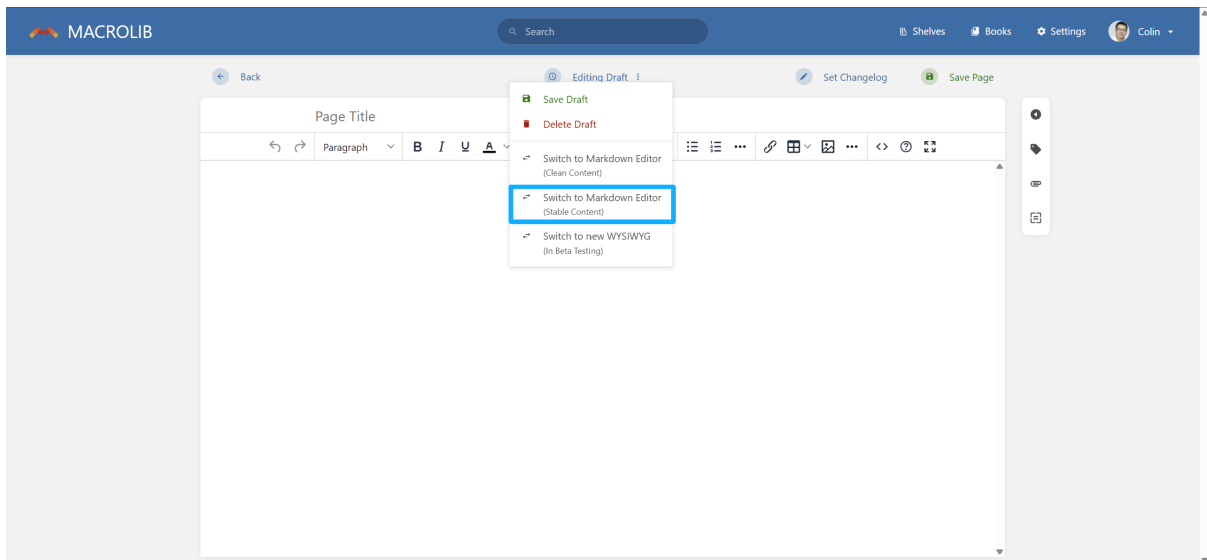 MACROLIB
Search
Shelves
Books
Settings
Colin
Back
Editing Draft
Set Changelog
Save Page
Save Draft
Delete Draft
Page Title
Paragraph
B I U A
Switch to Markdown Editor
(Clean Content)
Switch to Markdown Editor
(Stable Content)
Switch to new WYSIWYG
(In Beta Testing)